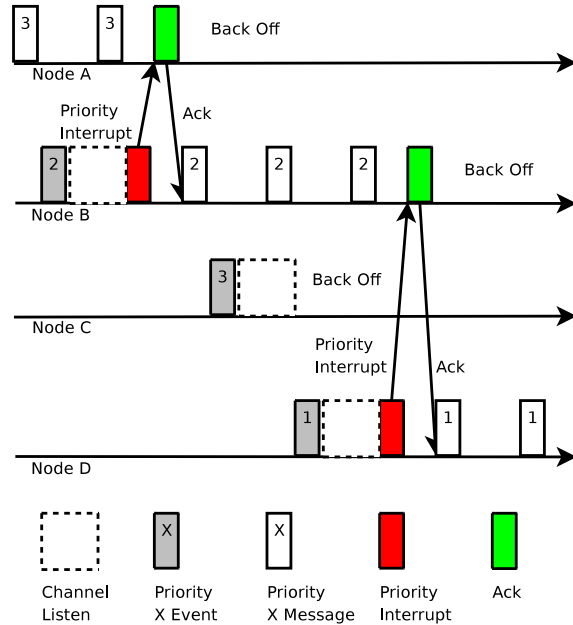 3
3
Back Off
Node A
Priority
Interrupt
Ack
2
2
2
2
Back Off
Node B
3
Back Off
Node C
Priority
Interrupt
Ack
1
1
1
Node D
X
X
Channel
Listen
Priority
X Event
Priority
X Message
Priority
Interrupt
Ack